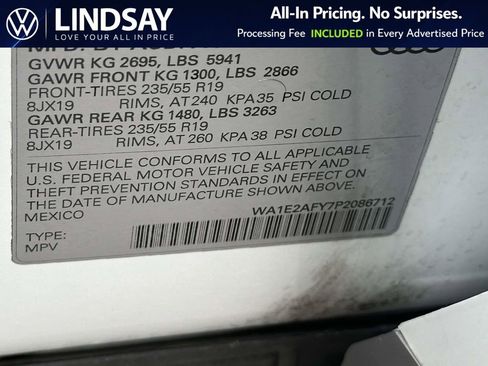 LINDSAY
LOVE YOUR ALL IN PRICE.
All-In Pricing. No Surprises.
Processing Fee INCLUDED in Every Advertised Price
MFD. BY
GVWR KG 2695, LBS 5941
GAWR FRONT KG 1300, LBS 2866
FRONT-TIRES 235/55 R19
8JX19 RIMS, AT 240 KPA 35 PSI COLD
GAWR REAR KG 1480, LBS 3263
REAR-TIRES 235/55 R19
8JX19 RIMS, AT 260 KPA 38 PSI COLD
THIS VEHICLE CONFORMS TO ALL APPLICABLE
U.S. FEDERAL MOTOR VEHICLE SAFETY AND
THEFT PREVENTION STANDARDS IN EFFECT ON
THE DATE OF MANUFACTURE SHOWN ABOVE.
MEXICO
WA1E2AFY7P2086712
TYPE:
MPV